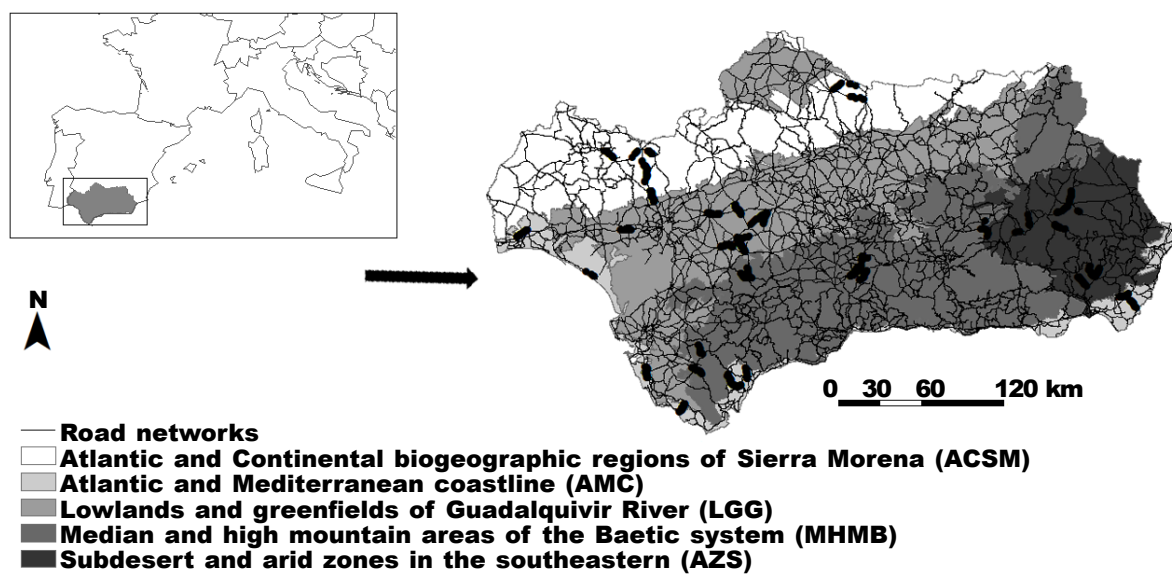 N
0 30 60 120 km
Road networks
Atlantic and Continental biogeographic regions of Sierra Morena (ACSM)
Atlantic and Mediterranean coastline (AMC)
Lowlands and greenfields of Guadalquivir River (LGG)
Median and high mountain areas of the Baetic system (MHMB)
Subdesert and arid zones in the southeastern (AZS)